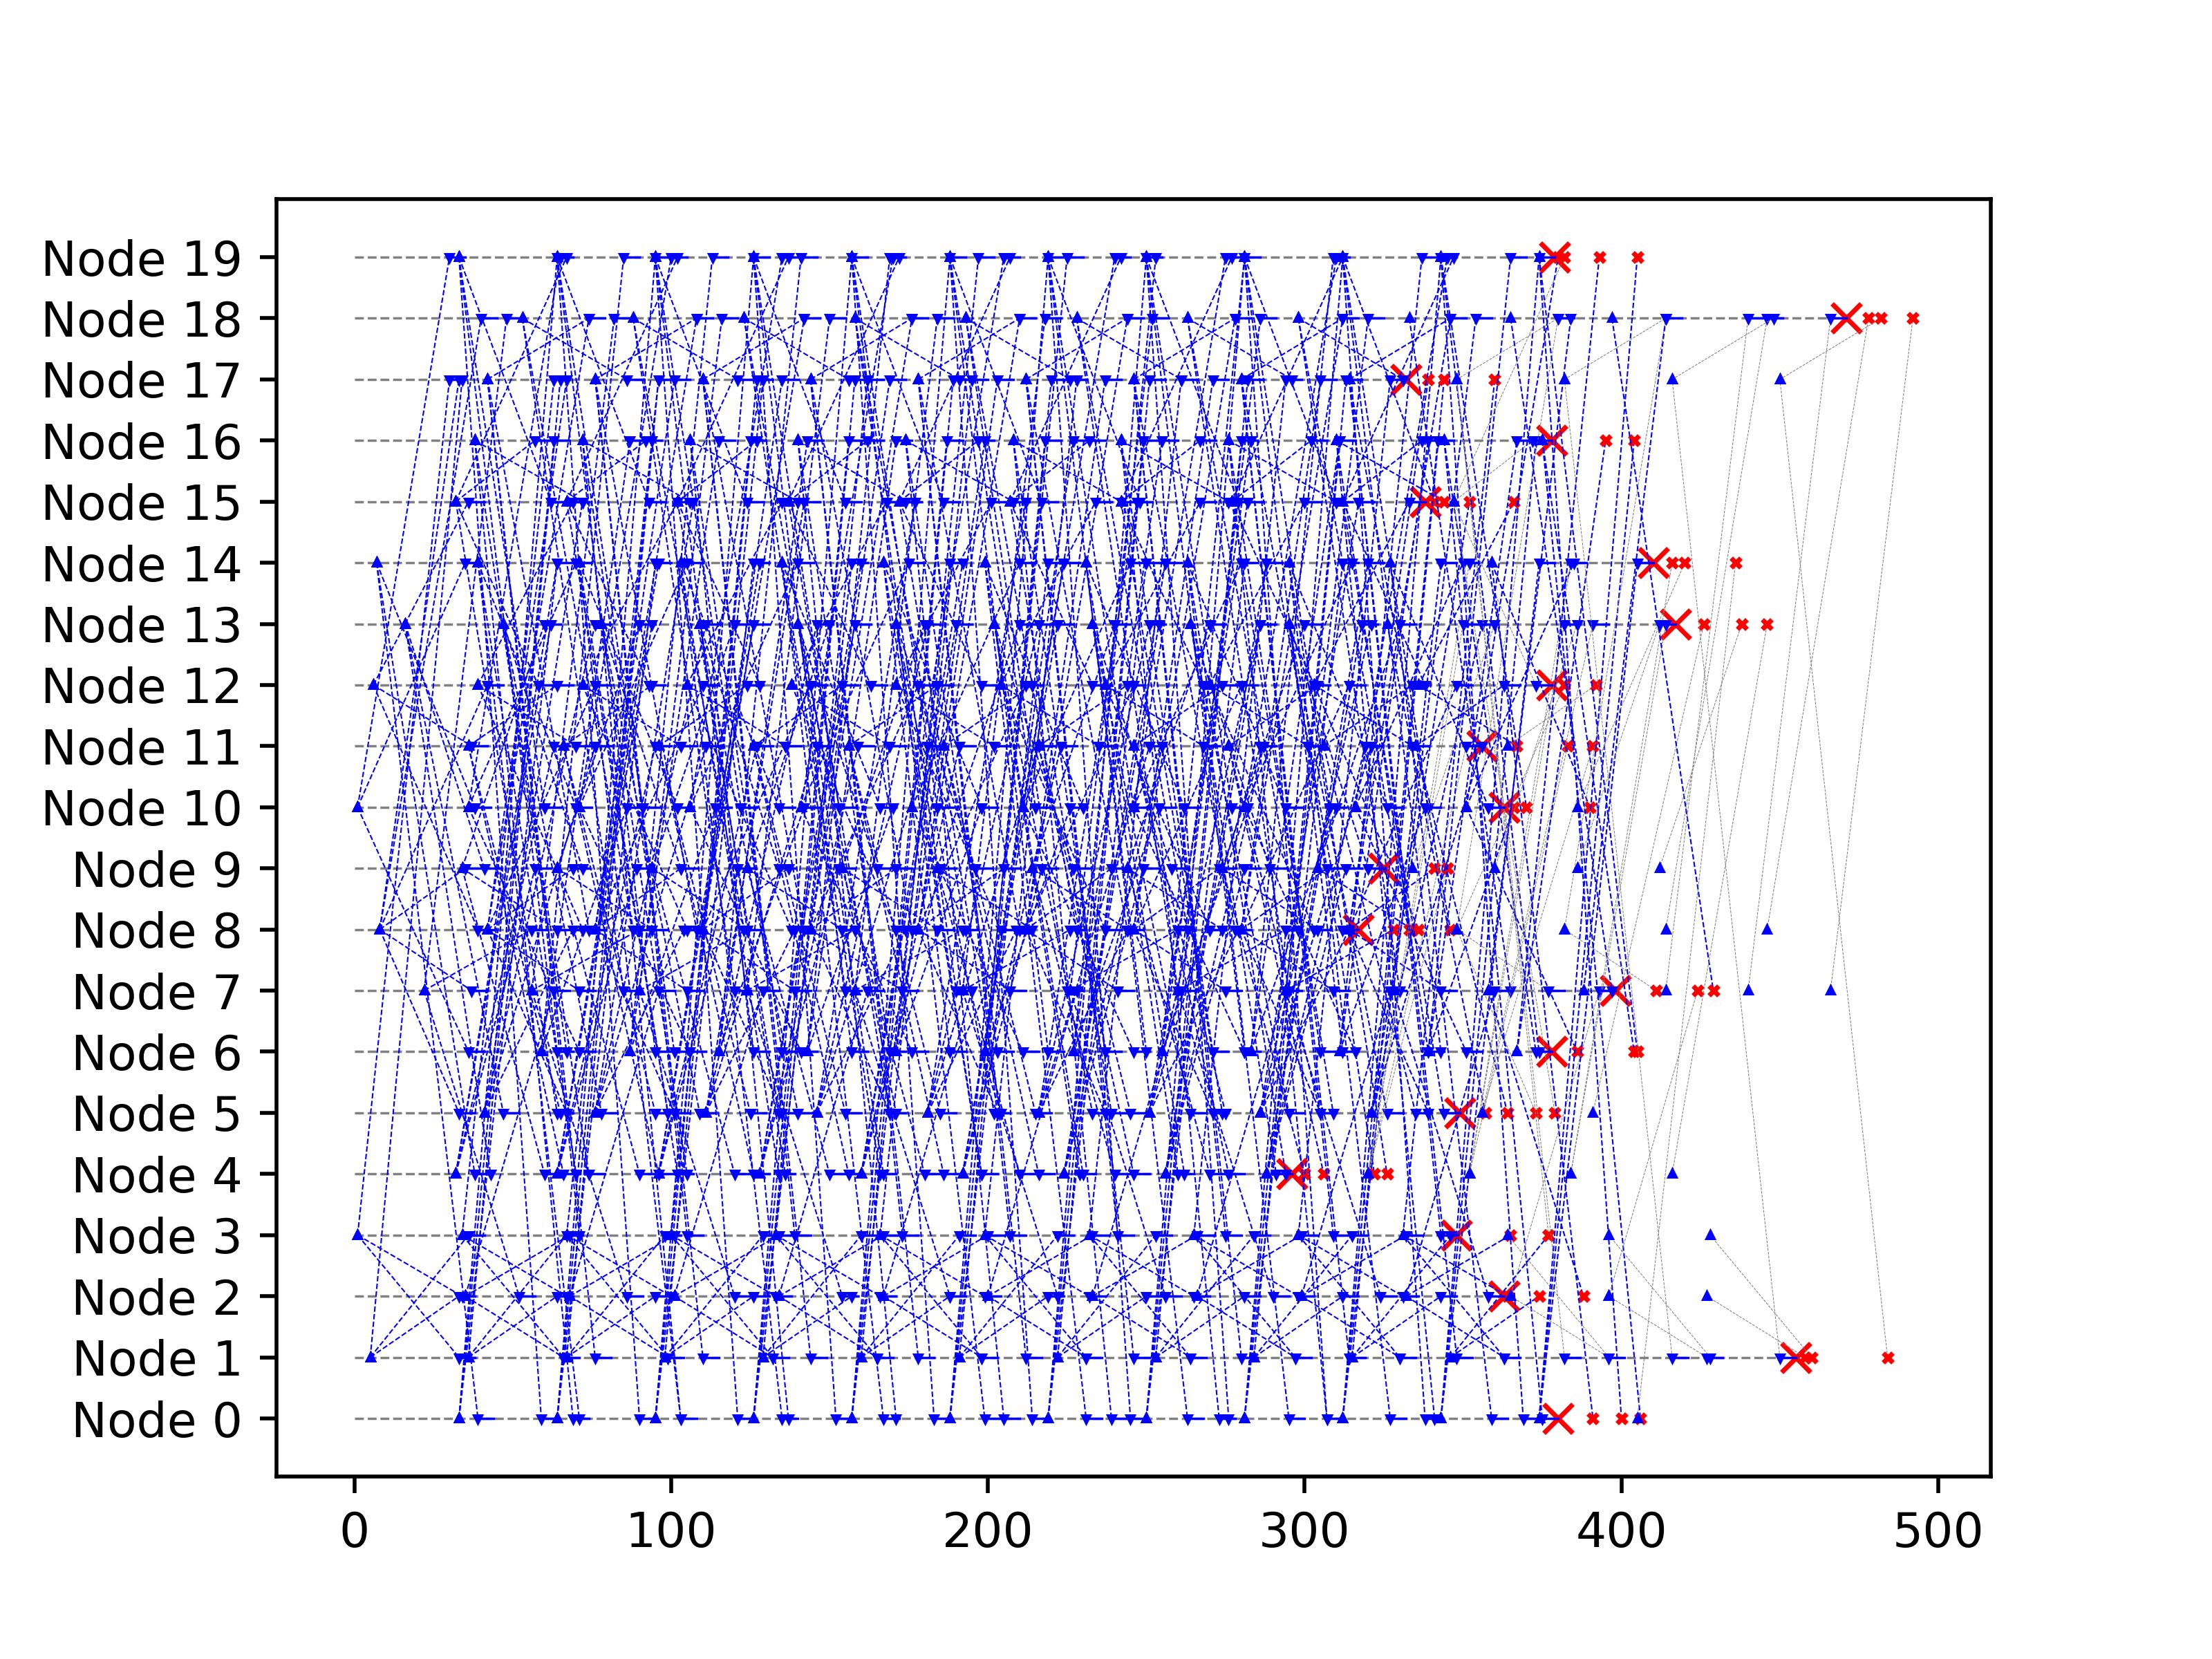 Node 19
Node 18
Node 17
Node 16
Node 15
Node 14
Node 13
Node 12
Node 11
Node 10
Node 9
Node 8
Node 7
Node 6
Node 5
Node 4
Node 3
Node 2
Node 1
Node 0
0 100 200 300 400 500